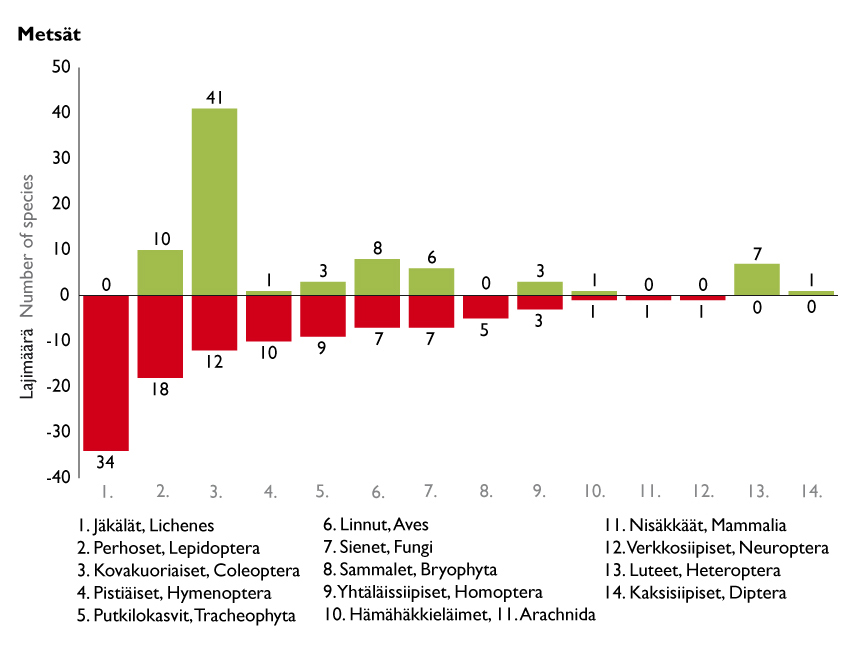 Metsät
50
40
30
20
10
0
-10
-20
-30
-40
Lajimäärä Number of species
0 10 41 1 3 8 6 0 3 1 0 0 7 1
34 18 12 10 9 7 7 5 3 1 1 1 0 0
1. 2. 3. 4. 5. 6. 7. 8. 9. 10. 11. 12. 13. 14.
1. Jäkälät, Lichenes
2. Perhoset, Lepidoptera
3. Kovakuoriaiset, Coleoptera
4. Pistiäiset, Hymenoptera
5. Putkilokasvit, Tracheophyta
6. Linnut, Aves
7. Sienet, Fungi
8. Sammalet, Bryophyta
9. Yhtäläissiipiset, Homoptera
10. Hämähäkkieläimet, 11. Arachnida
11. Nisäkkäät, Mammalia
12. Verkkosiipiset, Neuroptera
13. Luteet, Heteroptera
14. Kaksisiipiset, Diptera